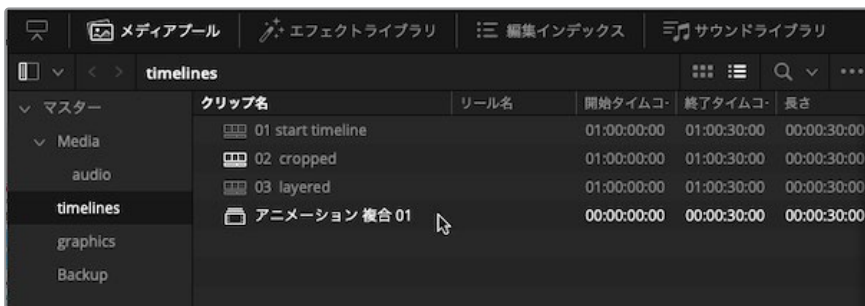 メディアプール エフェクトライブラリ 編集インデックス サウンドライブラリ
timelines
マスター クリップ名 リール名 開始タイムコ- 終了タイムコ- 長さ
Media 01 start timeline 01:00:00:00 01:00:30:00 00:00:30:00
audio 02 cropped 01:00:00:00 01:00:30:00 00:00:30:00
timelines 03 layered 01:00:00:00 01:00:30:00 00:00:30:00
アニメーション 複合 01 00:00:00:00 00:00:30:00 00:00:30:00
graphics
Backup